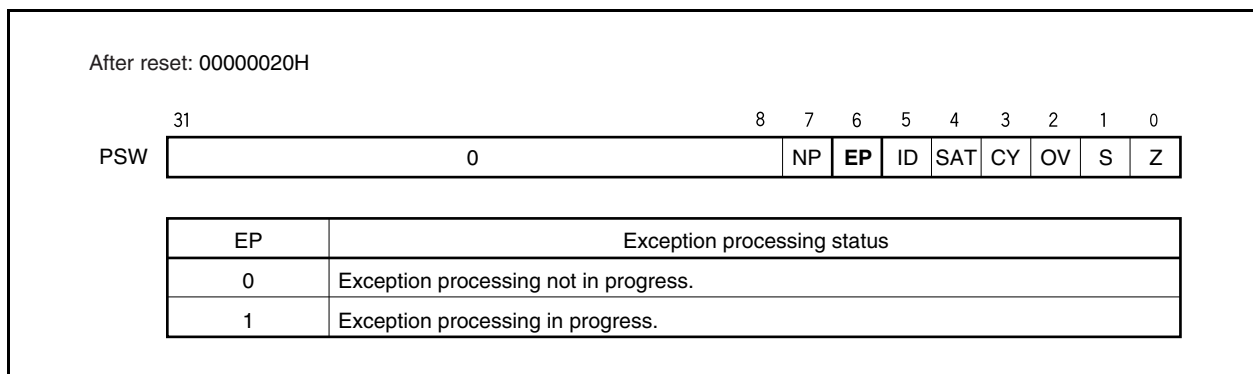 After reset: 00000020H
31 8 7 6 5 4 3 2 1 0
PSW 0 NP EP ID SAT CY OV S Z
EP Exception processing status
0 Exception processing not in progress.
1 Exception processing in progress.